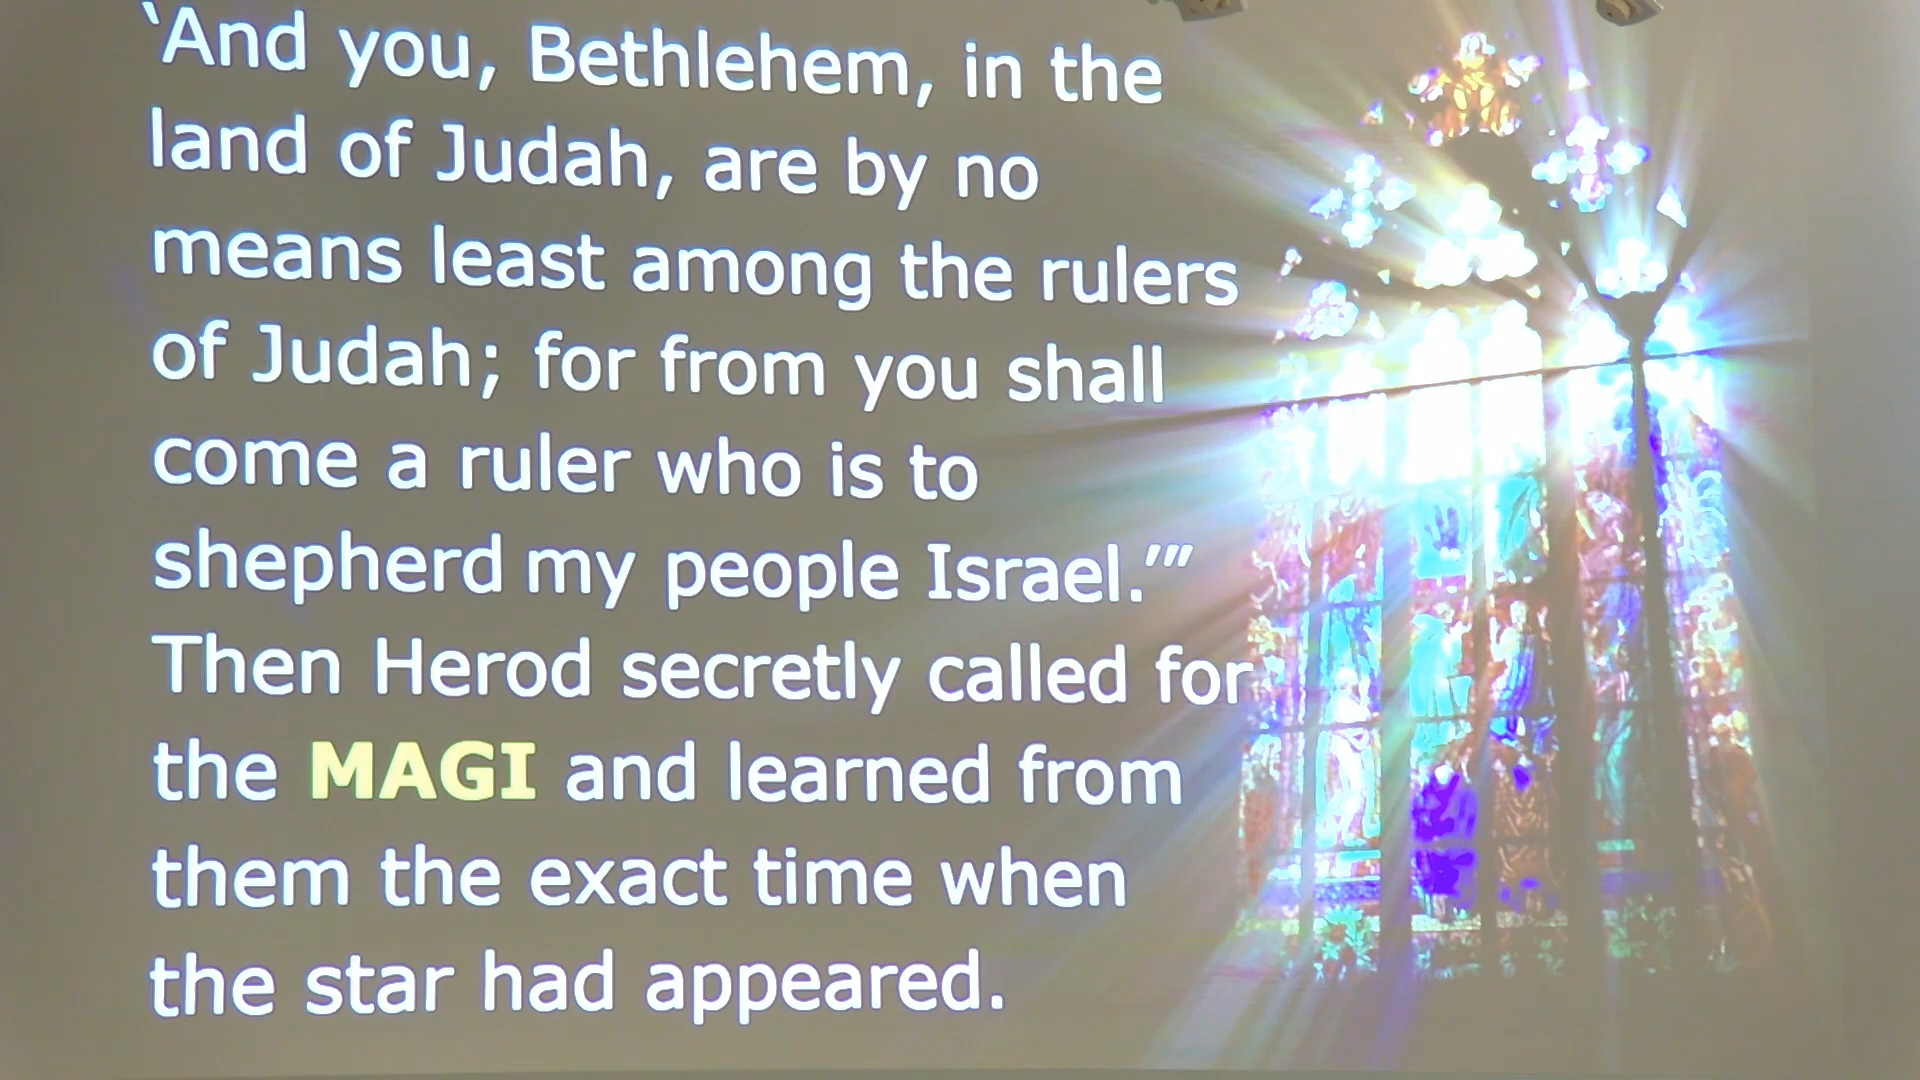 ‘And you, Bethlehem, in the
land of Judah, are by no
means least among the rulers
of Judah; for from you shall
come a ruler who is to
shepherd my people Israel.’”
Then Herod secretly called for
the MAGI and learned from
them the exact time when
the star had appeared.